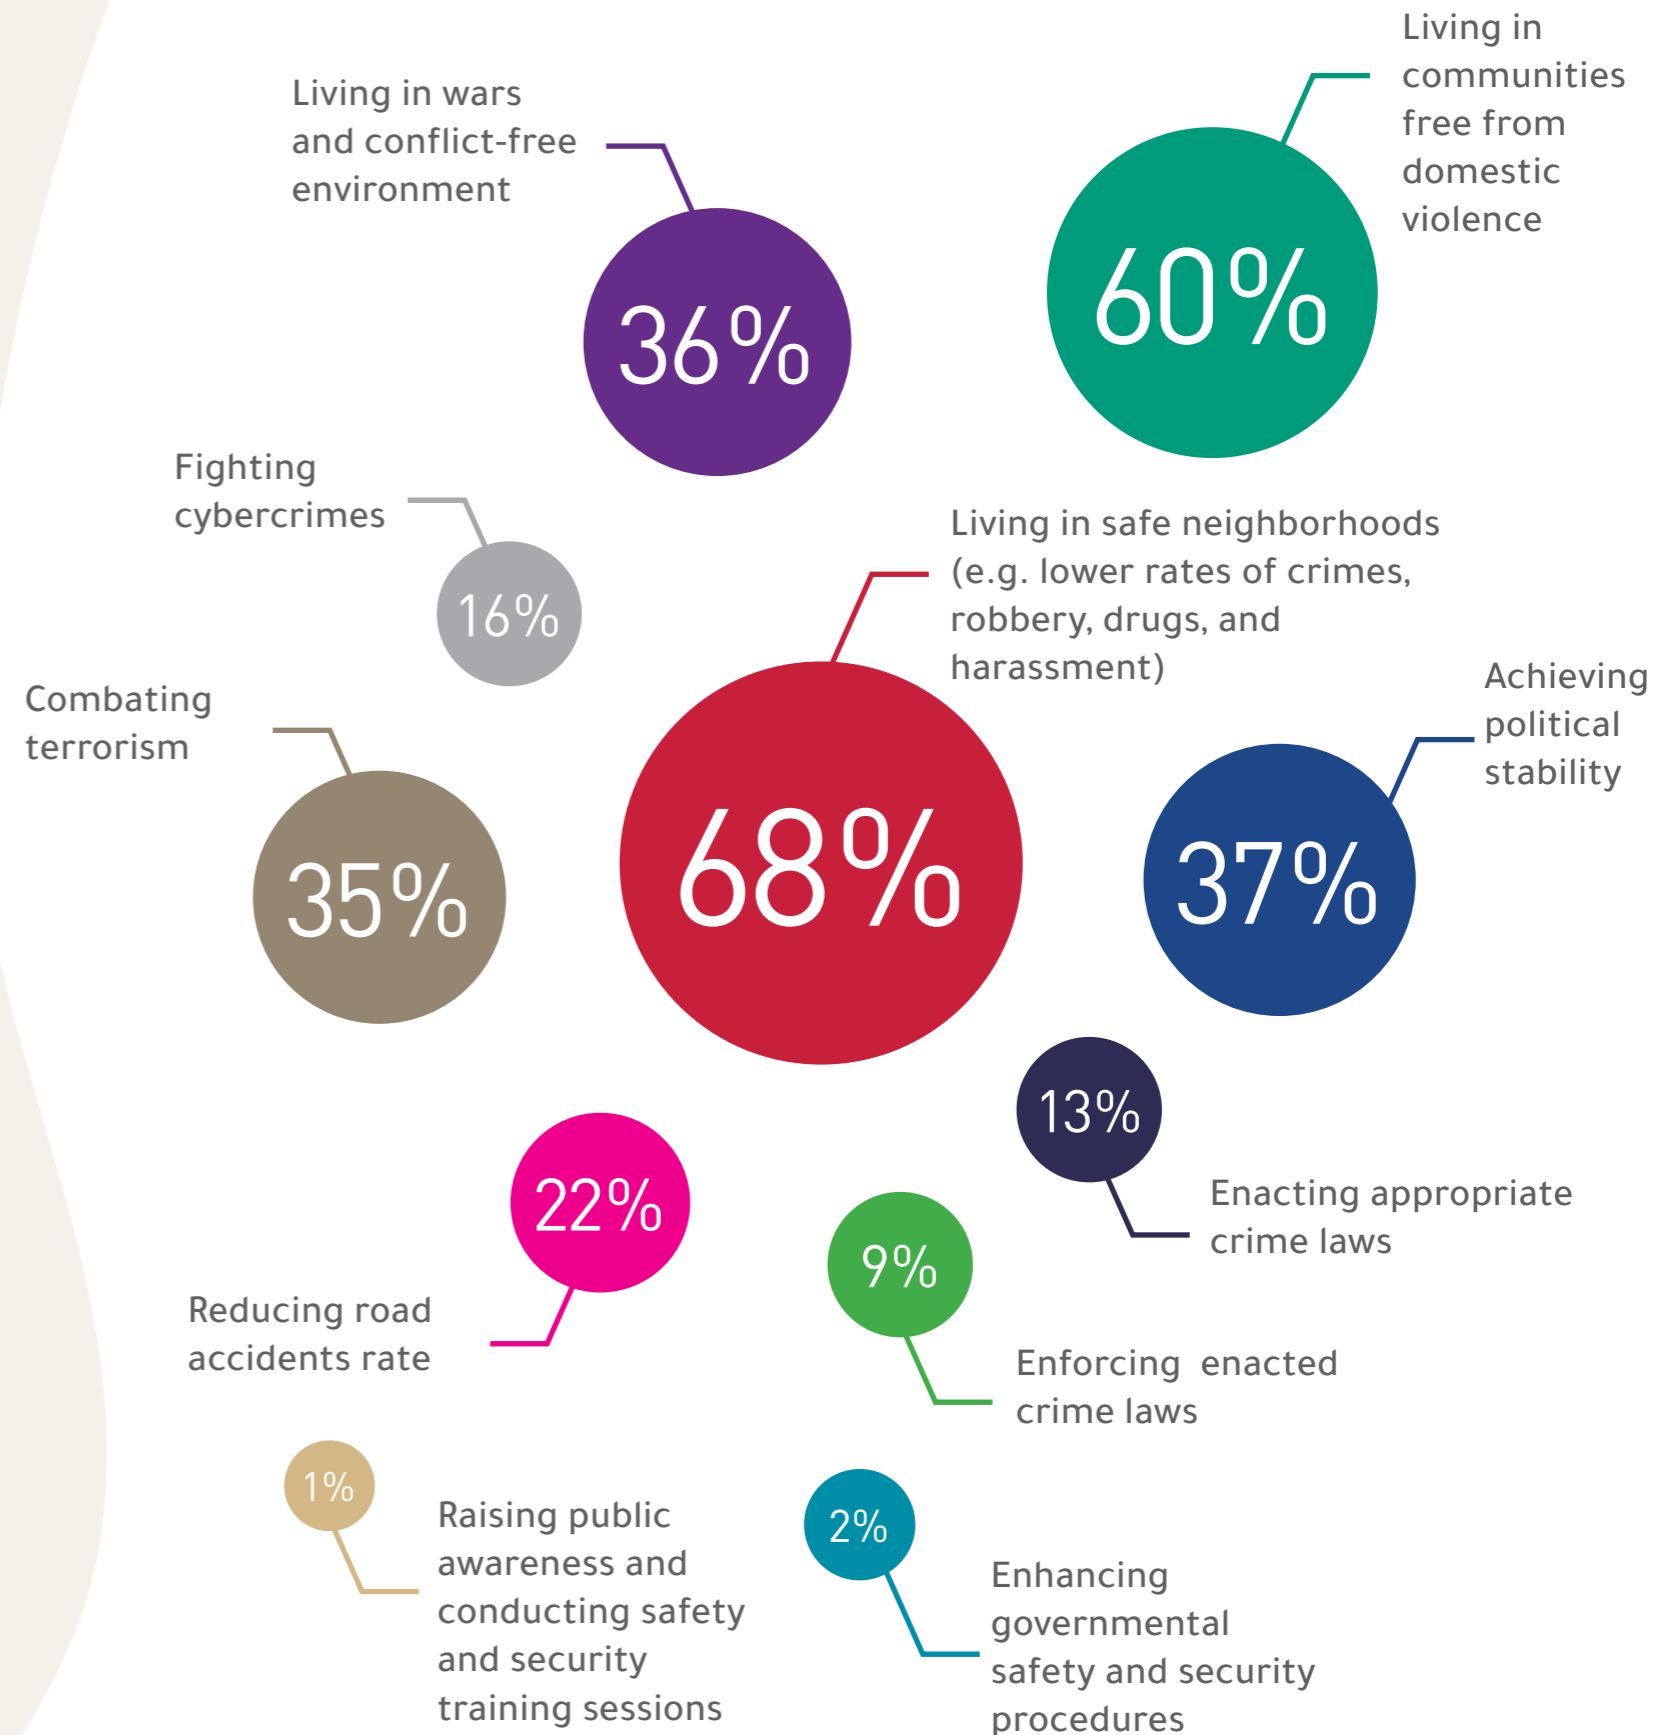 Living in
communities
free from
domestic
violence
60%
Living in wars
and conflict-free
environment
36%
Fighting
cybercrimes
16%
Living in safe neighborhoods
(e.g. lower rates of crimes,
robbery, drugs, and
harassment)
68%
Combating
terrorism
35%
Achieving
political
stability
37%
13%
Enacting appropriate
crime laws
22%
Reducing road
accidents rate
9%
Enforcing enacted
crime laws
1%
Raising public
awareness and
conducting safety
and security
training sessions
2%
Enhancing
governmental
safety and security
procedures